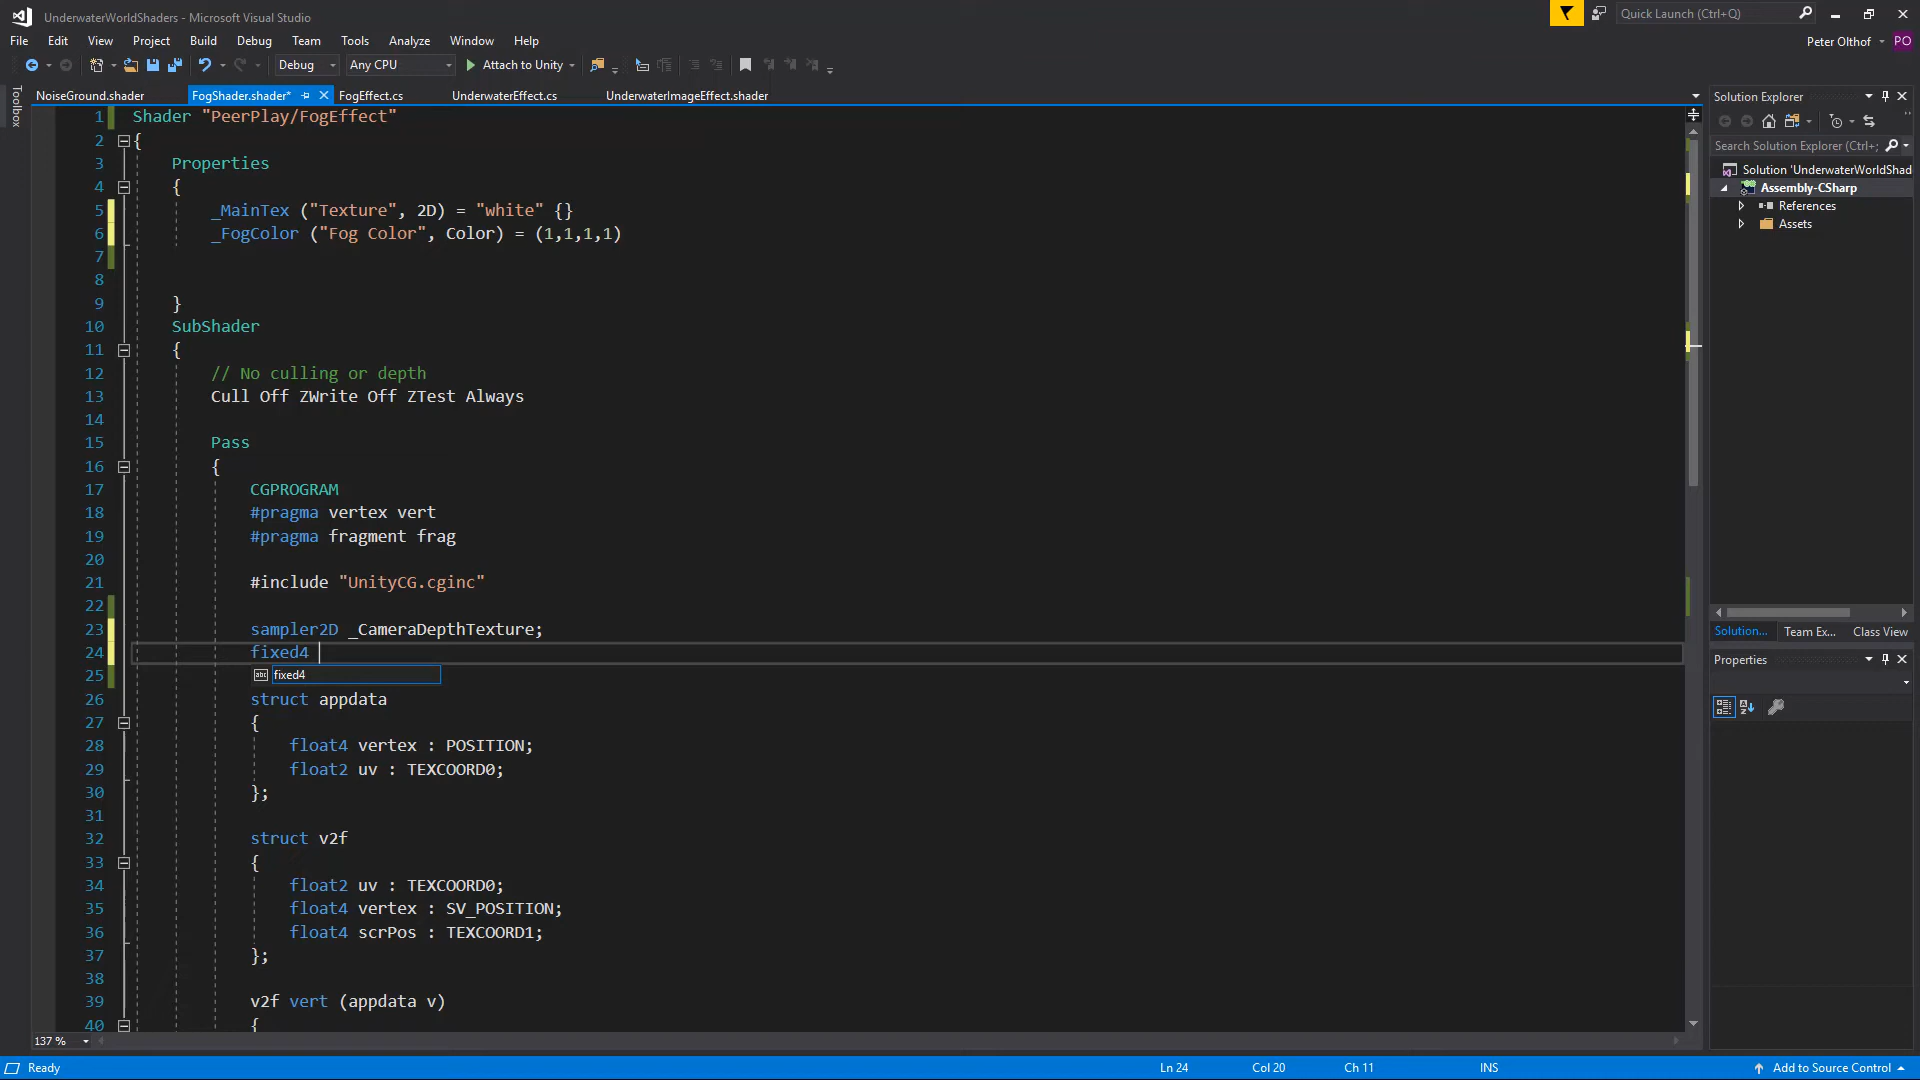 UnderwaterWorldShaders - Microsoft Visual Studio
Quick Launch (Ctrl+Q)
File Edit View Project Build Debug Team Tools Analyze Window Help
Peter Olthof PO
Debug Any CPU Attach to Unity
Toolbox
NoiseGround.shader FogShader.shader* FogEffect.cs UnderwaterEffect.cs UnderwaterImageEffect.shader
1 Shader "PeerPlay/FogEffect"
2 {
3 Properties
4 {
5 _MainTex ("Texture", 2D) = "white" {}
6 _FogColor ("Fog Color", Color) = (1,1,1,1)
7
8
9 }
10 SubShader
11 {
12 // No culling or depth
13 Cull Off ZWrite Off ZTest Always
14
15 Pass
16 {
17 CGPROGRAM
18 #pragma vertex vert
19 #pragma fragment frag
20
21 #include "UnityCG.cginc"
22
23 sampler2D _CameraDepthTexture;
24 fixed4
25 abc fixed4
26 struct appdata
27 {
28 float4 vertex : POSITION;
29 float2 uv : TEXCOORD0;
30 };
31
32 struct v2f
33 {
34 float2 uv : TEXCOORD0;
35 float4 vertex : SV_POSITION;
36 float4 scrPos : TEXCOORD1;
37 };
38
39 v2f vert (appdata v)
40 {
137 %
Solution Explorer
Search Solution Explorer (Ctrl+;
Solution 'UnderwaterWorldShad
Assembly-CSharp
References
Assets
Solution... Team Ex... Class View
Properties
Ready Ln 24 Col 20 Ch 11 INS Add to Source Control